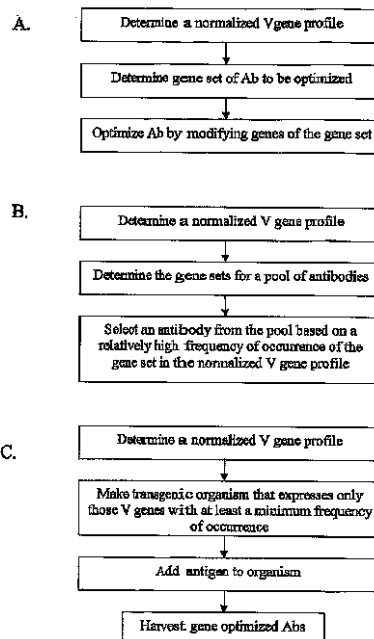 A.
Determine a normalized Vgene profile
Determine gene set of Ab to be optimized
Optimize Ab by modifying genes of the gene set
B.
Determine a normalized V gene profile
Determine the gene sets for a pool of antibodies
Select an antibody from the pool based on a
relatively high frequency of occurrence of the
gene set in the normalized V gene profile
C.
Determine a normalized V gene profile
Make transgenic organism that expresses only
those V genes with at least a minimum frequency
of occurrence
Add antigen to organism
Harvest gene optimized Abs